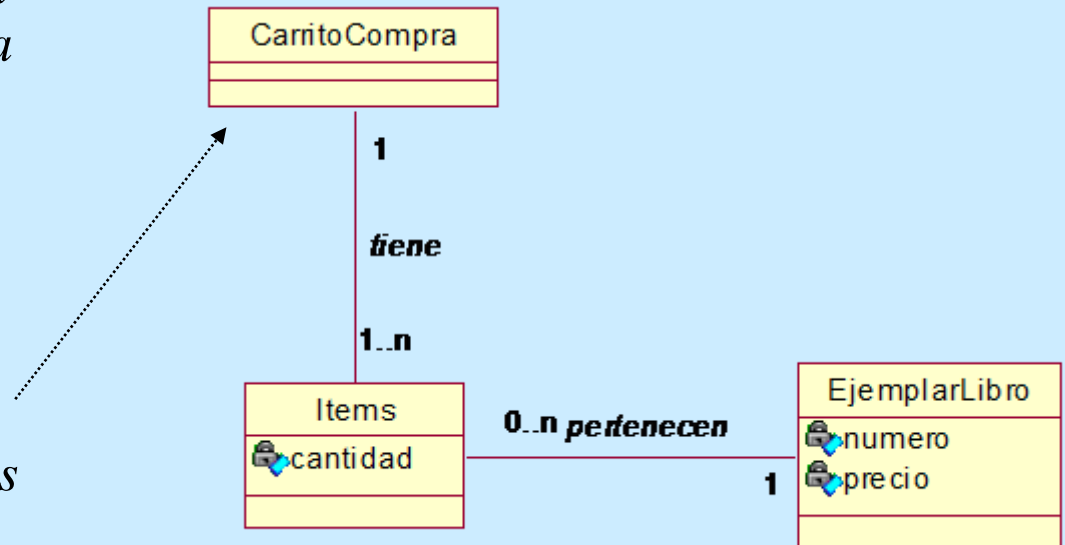 a
CarritoCompra
1
tiene
1..n
Items
cantidad
0..n pertenecen
1
EjemplarLibro
numero
precio
s